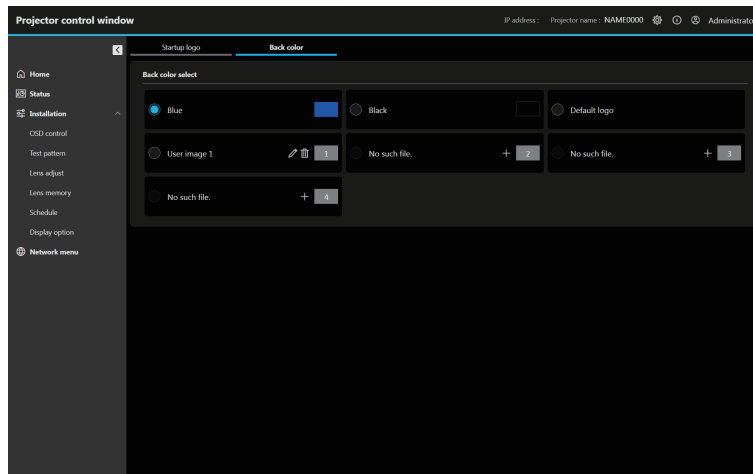 Projector control window
IP address : Projector name : NAME0000 Administrato
Startup logo Back color
Home
Status
Installation
OSD control
Test pattern
Lens adjust
Lens memory
Schedule
Display option
Network menu
Back color select
Blue Black Default logo
User image 1 1 No such file. 2 No such file. 3
No such file. 4